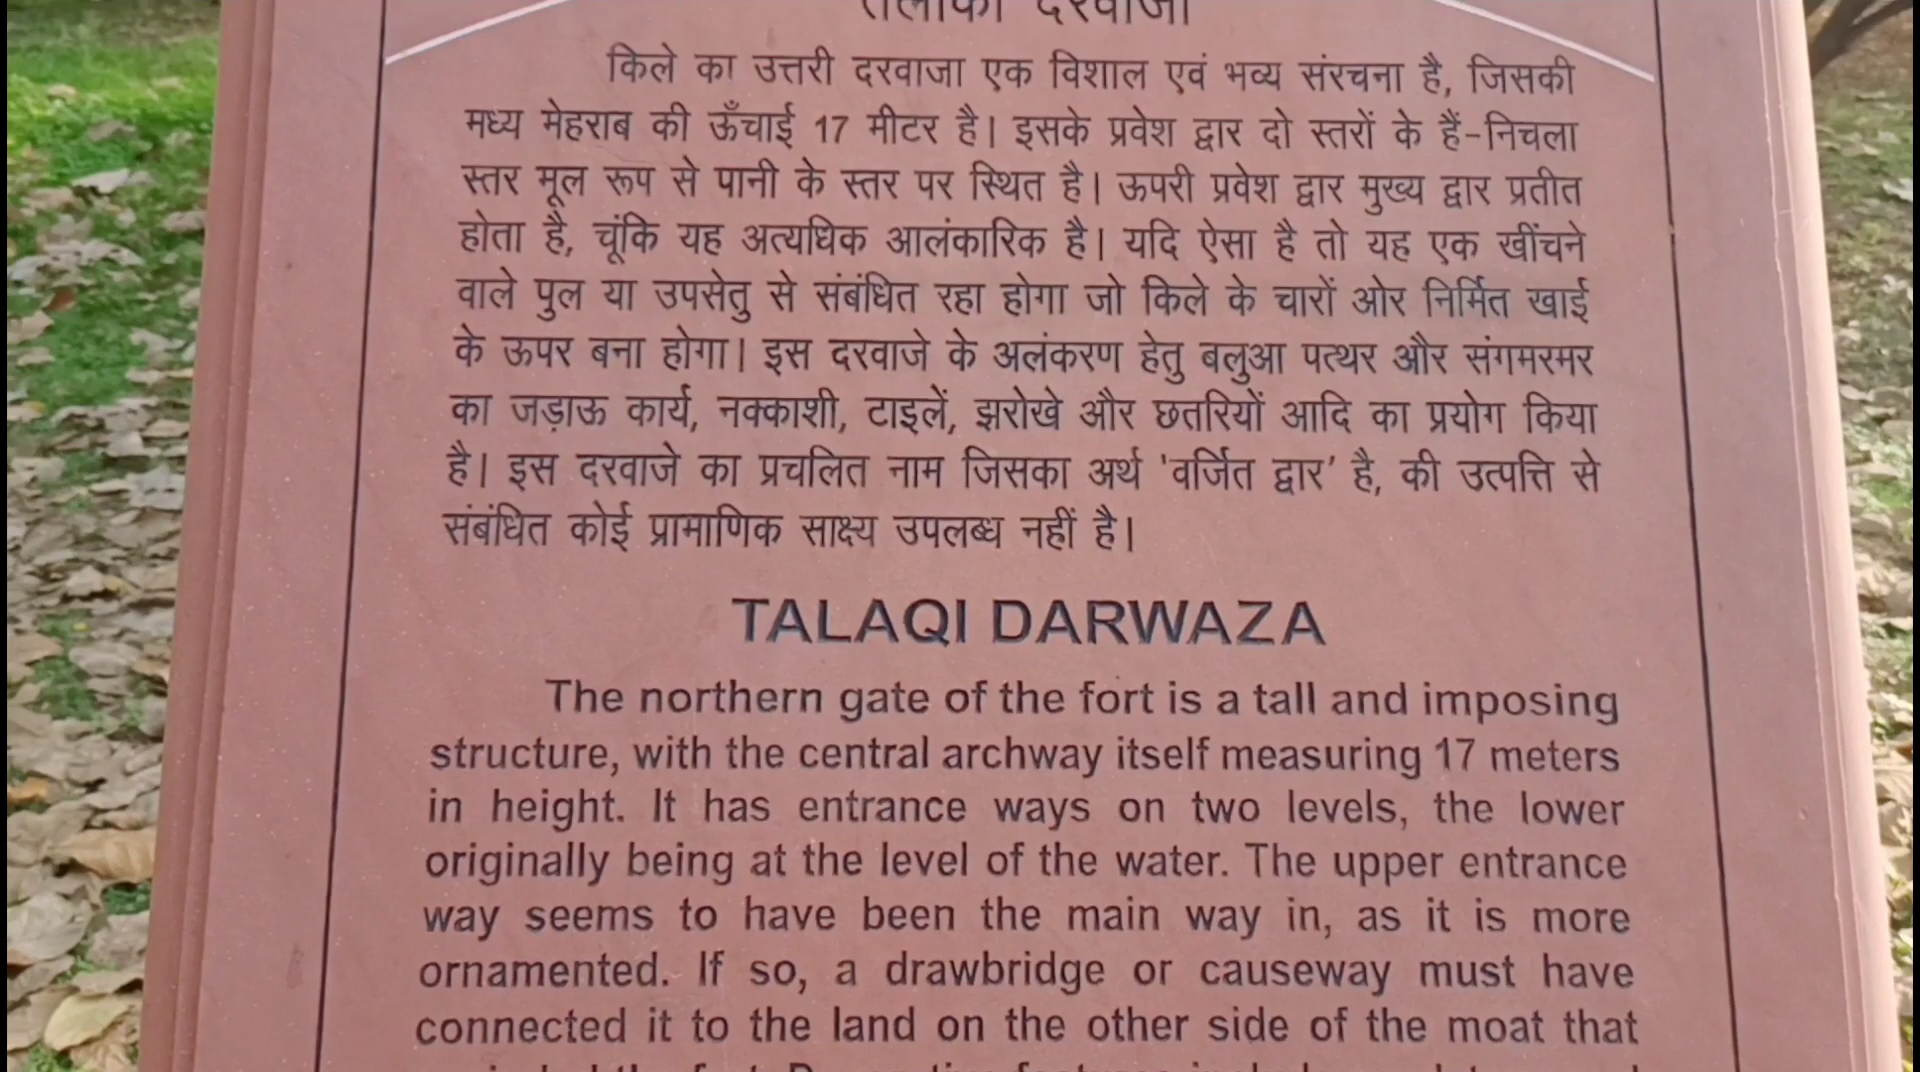 तलाकी दरवाजा
किले का उत्तरी दरवाजा एक विशाल एवं भव्य संरचना है, जिसकी
मध्य मेहराब की ऊँचाई 17 मीटर है। इसके प्रवेश द्वार दो स्तरों के हैं-निचला
स्तर मूल रूप से पानी के स्तर पर स्थित है। ऊपरी प्रवेश द्वार मुख्य द्वार प्रतीत
होता है, चूंकि यह अत्यधिक आलंकारिक है। यदि ऐसा है तो यह एक खींचने
वाले पुल या उपसेतु से संबंधित रहा होगा जो किले के चारों ओर निर्मित खाई
के ऊपर बना होगा। इस दरवाजे के अलंकरण हेतु बलुआ पत्थर और संगमरमर
का जड़ाऊ कार्य, नक्काशी, टाइलें, झरोखे और छतरियों आदि का प्रयोग किया
है। इस दरवाजे का प्रचलित नाम जिसका अर्थ 'वर्जित द्वार' है, की उत्पत्ति से
संबंधित कोई प्रामाणिक साक्ष्य उपलब्ध नहीं है।
TALAQI DARWAZA
The northern gate of the fort is a tall and imposing
structure, with the central archway itself measuring 17 meters
in height. It has entrance ways on two levels, the lower
originally being at the level of the water. The upper entrance
way seems to have been the main way in, as it is more
ornamented. If so, a drawbridge or causeway must have
connected it to the land on the other side of the moat that